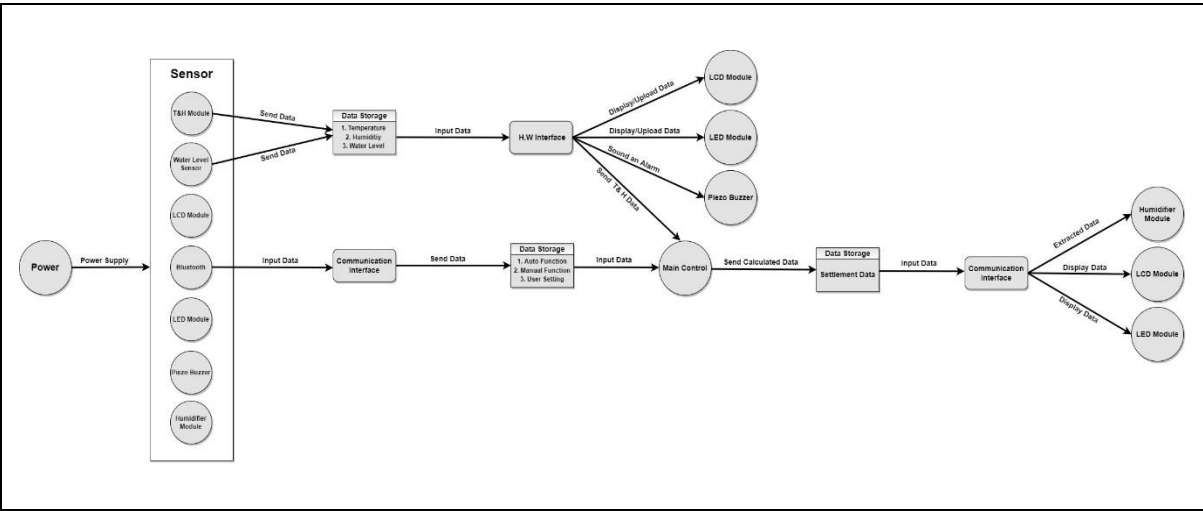 Sensor
T&H Module
Water Level
Sensor
LCD Module
Bluetooth
LED Module
Piezo Buzzer
Humidifier
Module
Power
Power Supply
Send Data
Send Data
Data Storage
1. Temperature
2. Humiditiy
3. Water Level
Input Data
H.W Interface
Display/Upload Data
Display/Upload Data
Sound an Alarm
Send T& H Data
LCD Module
LED Module
Piezo Buzzer
Input Data
Communication
Interface
Send Data
Data Storage
1. Auto Function
2. Manual Function
3. User Setting
Input Data
Main Control
Send Calculated Data
Data Storage
Settlement Data
Input Data
Communication
Interface
Extracted Data
Display Data
Display Data
Humidifier
Module
LCD Module
LED Module